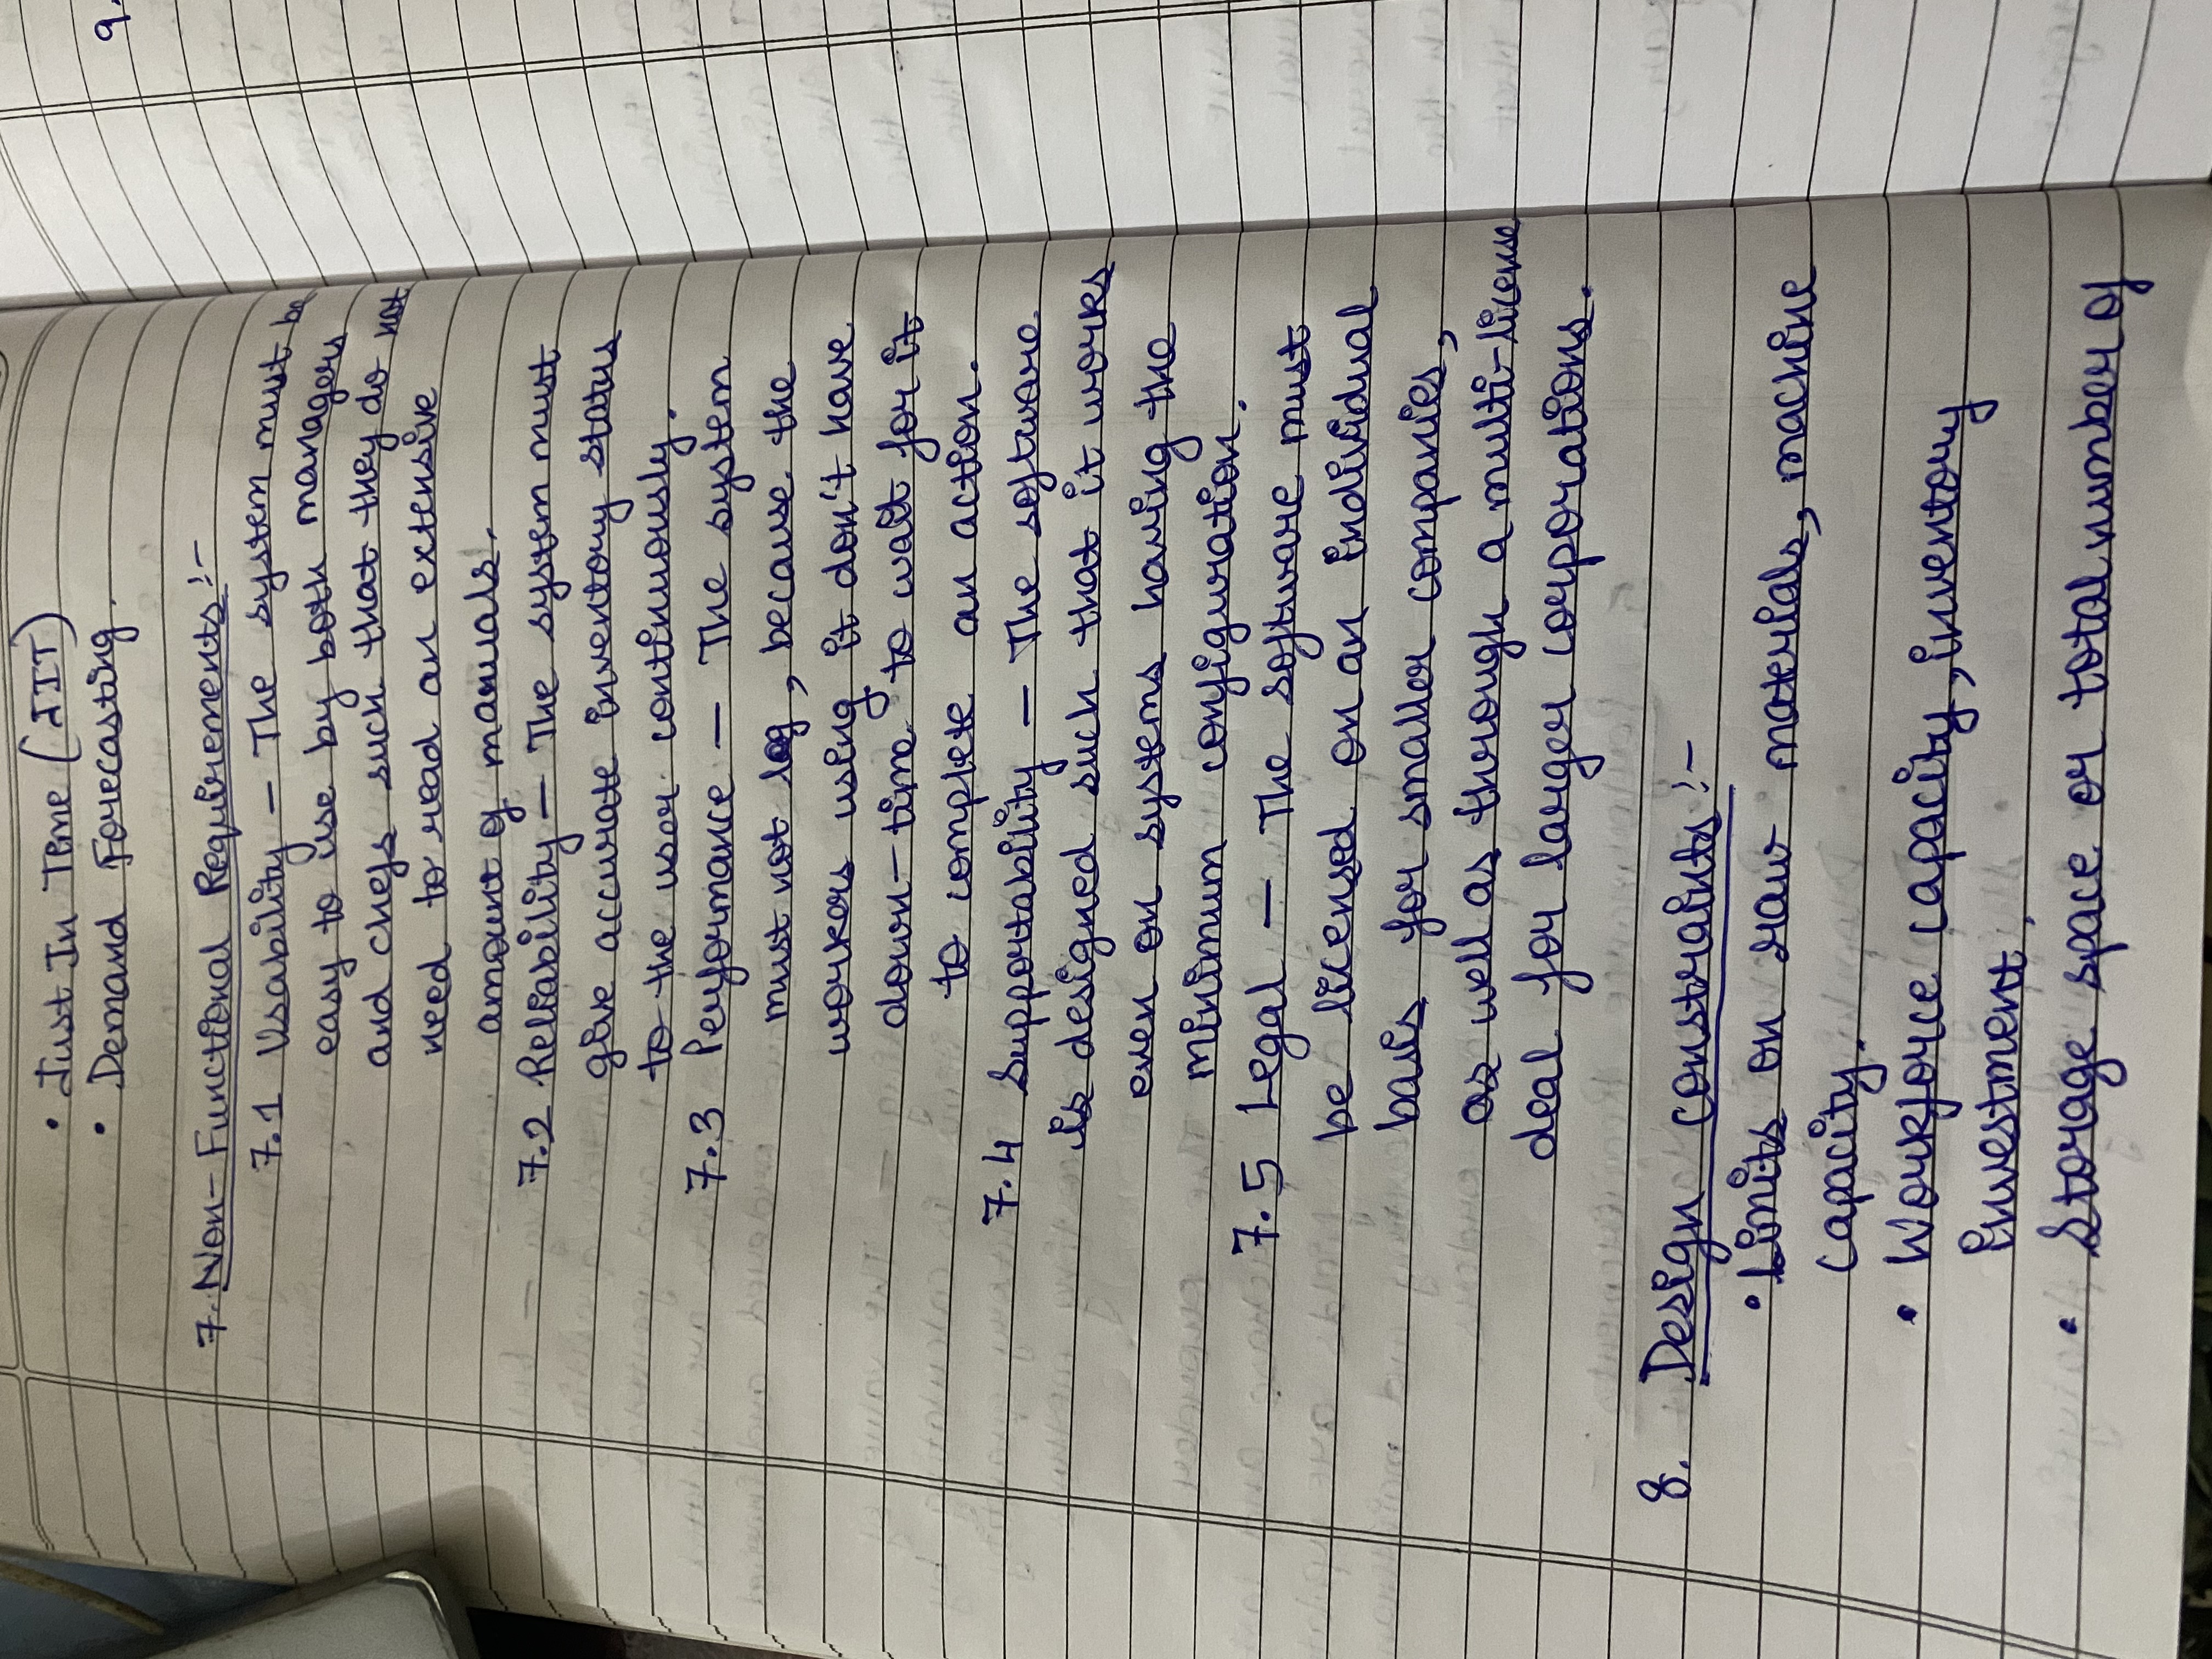 • Just In Time (JIT)
• Demand Forecasting.
7. Non-Functional Requirements:-
7.1 Usability — The system must be
easy to use by both managers
and chefs such that they do not
need to read an extensive
amount of manuals.
7.2 Reliability — The system must
give accurate inventory status
to the user continuously.
7.3 Performance — The system
must not lag, because the
workers using it don't have
down-time to wait for it
to complete an action.
7.4 Supportability — The software
is designed such that it works
even on systems having the
minimum configuration.
7.5 Legal — The software must
be licensed on an individual
basis for smaller companies,
as well as through a multi-license
deal for larger corporations.
8. Design constraints:-
• Limits on raw materials, machine
capacity.
• Workforce capacity, inventory
investment.
• Storage space or total number of
9.